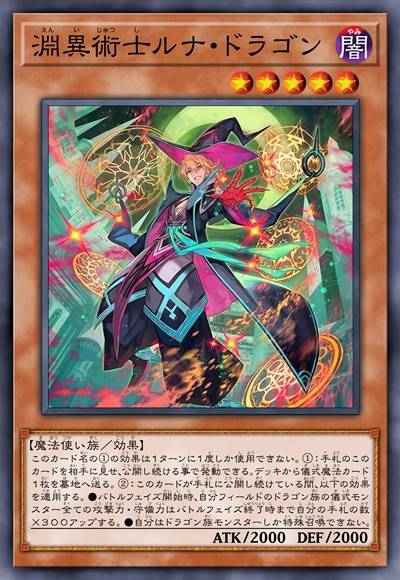 淵異術士ルナ・ドラゴン
闇
【魔法使い族／効果】
このカード名の①の効果は1ターンに1度しか使用できない。①：手札のこの
カードを相手に見せ、公開し続ける事で発動できる。デッキから儀式魔法カード
1枚を墓地へ送る。②：このカードが手札に公開し続けている間、以下の効果
を適用する。●バトルフェイズ開始時、自分フィールドのドラゴン族の儀式モン
スター全ての攻撃力・守備力はバトルフェイズ終了時まで自分の手札の数
×300アップする。●自分はドラゴン族モンスターしか特殊召喚できない。
ATK/2000 DEF/2000